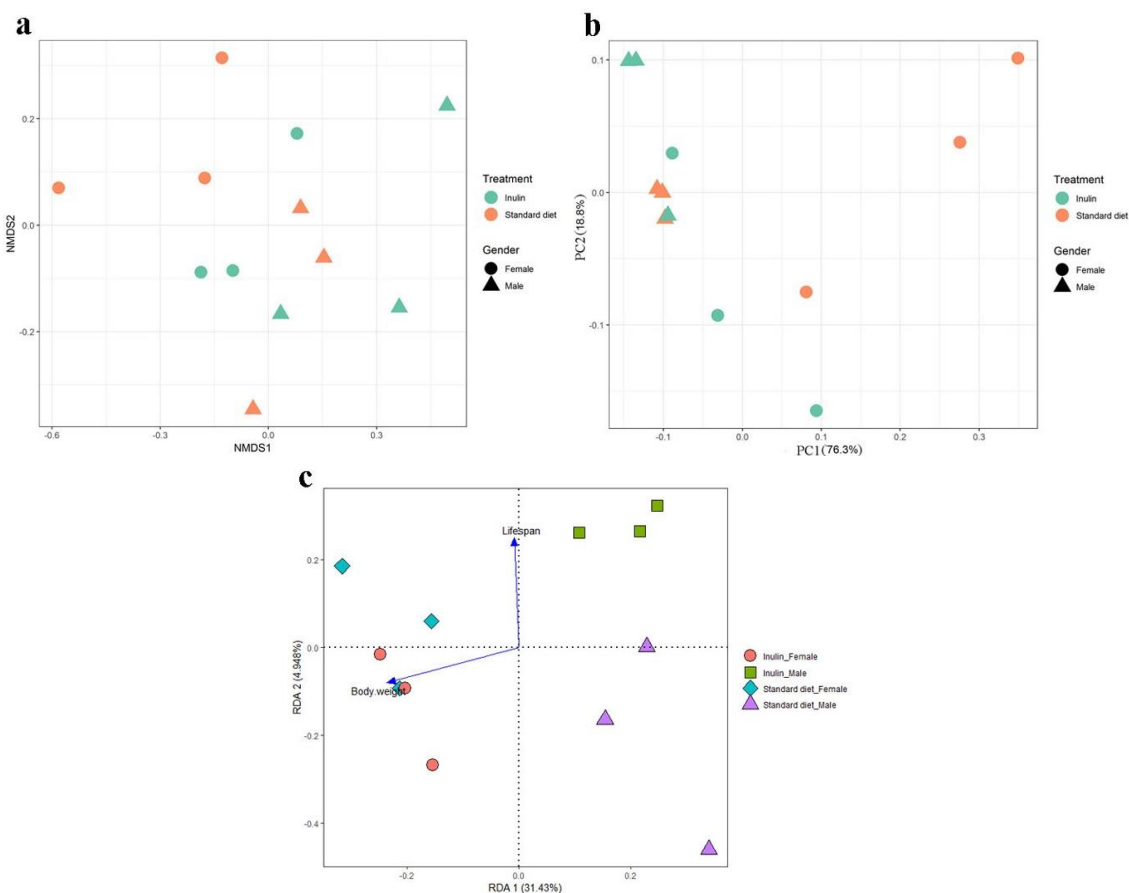 a
0.2
0.0
-0.2
NMDS2
-0.6
-0.3
0.0
0.3
NMDS1
Treatment
Inulin
Standard diet
Gender
Female
Male
b
0.1
0.0
-0.1
PC2 (18.8%)
-0.1
0.0
0.1
0.2
0.3
PC1(76.3%)
Treatment
Inulin
Standard diet
Gender
Female
Male
c
0.2
0.0
-0.2
-0.4
RDA 2 (4.948%)
Lifespan
Body.weight
-0.2
0.0
0.2
RDA 1 (31.43%)
Inulin_Female
Inulin_Male
Standard diet_Female
Standard diet_Male